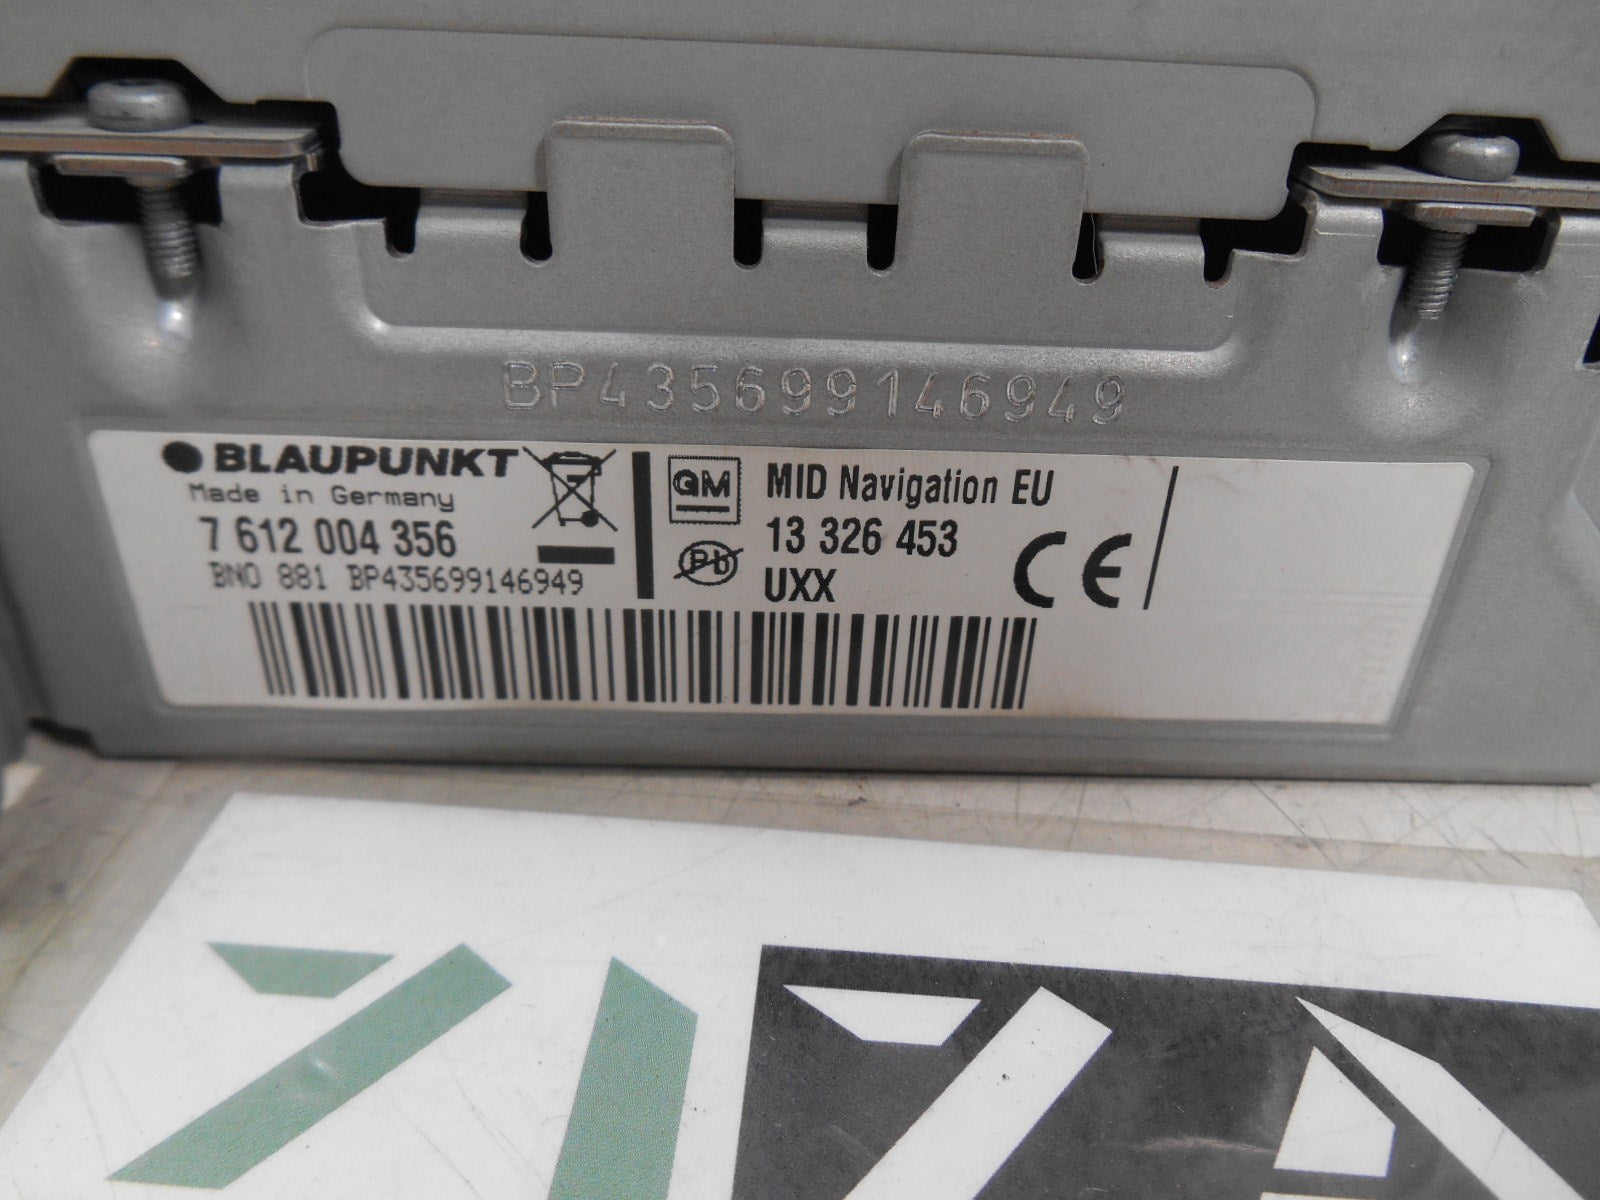 BP435699146949
BLAUPUNKT
Made in Germany
7 612 004 356
BNO 881 BP435699146949
GM
Pb
MID Navigation EU
13 326 453
UXX
CE